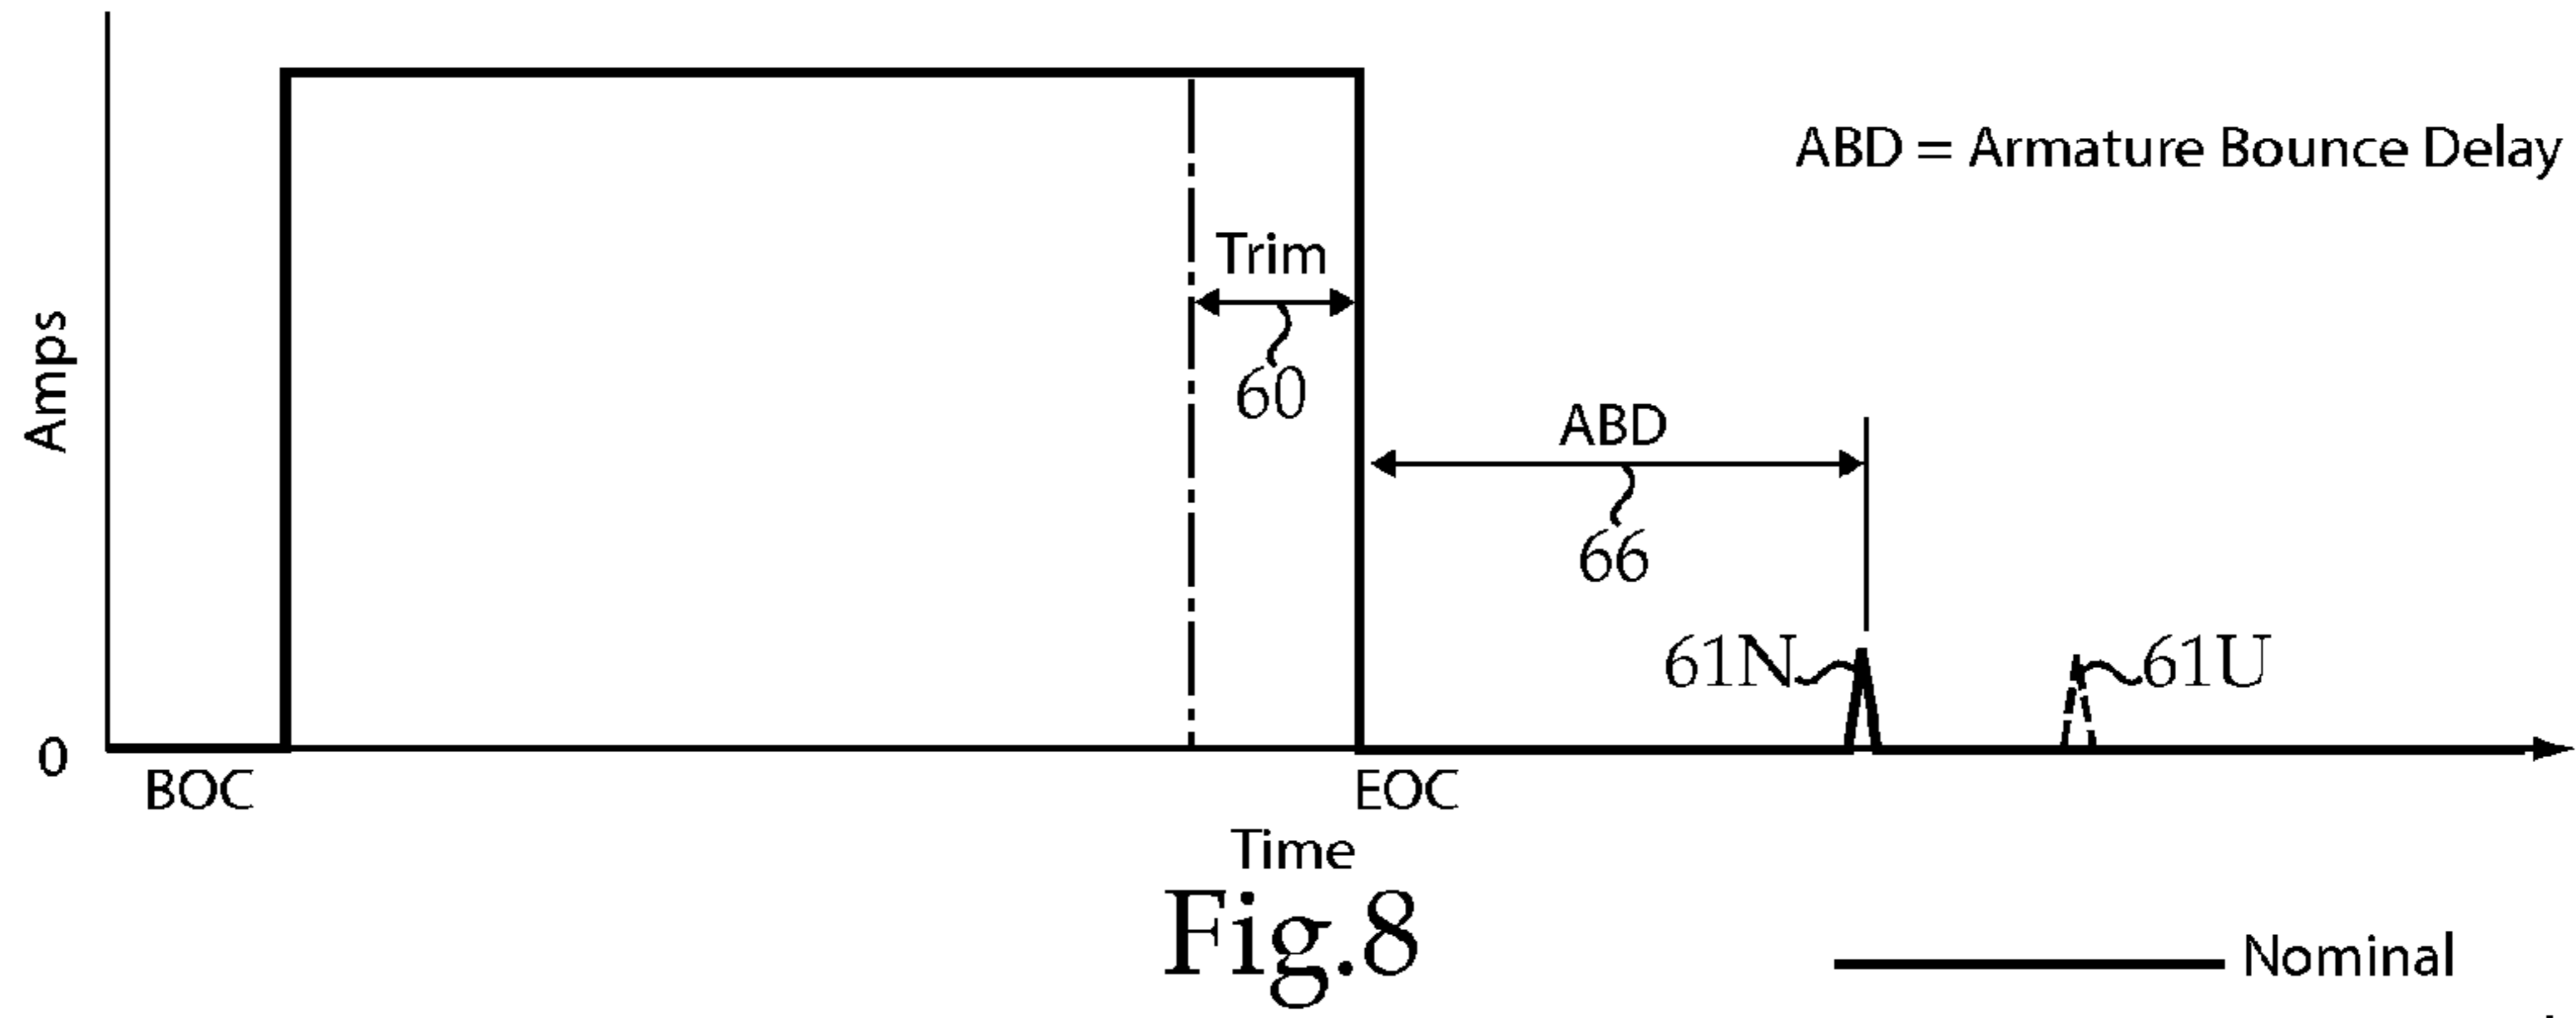 ABD = Armature Bounce Delay
Trim
60
Amps
ABD
66
61N
61U
0
BOC
EOC
Time
Fig.8
Nominal